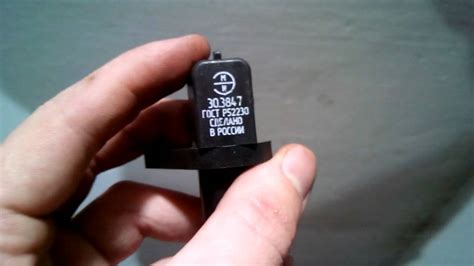 М
И
30.3847
ГОСТ Р52230
СДЕЛАНО
В РОССИИ